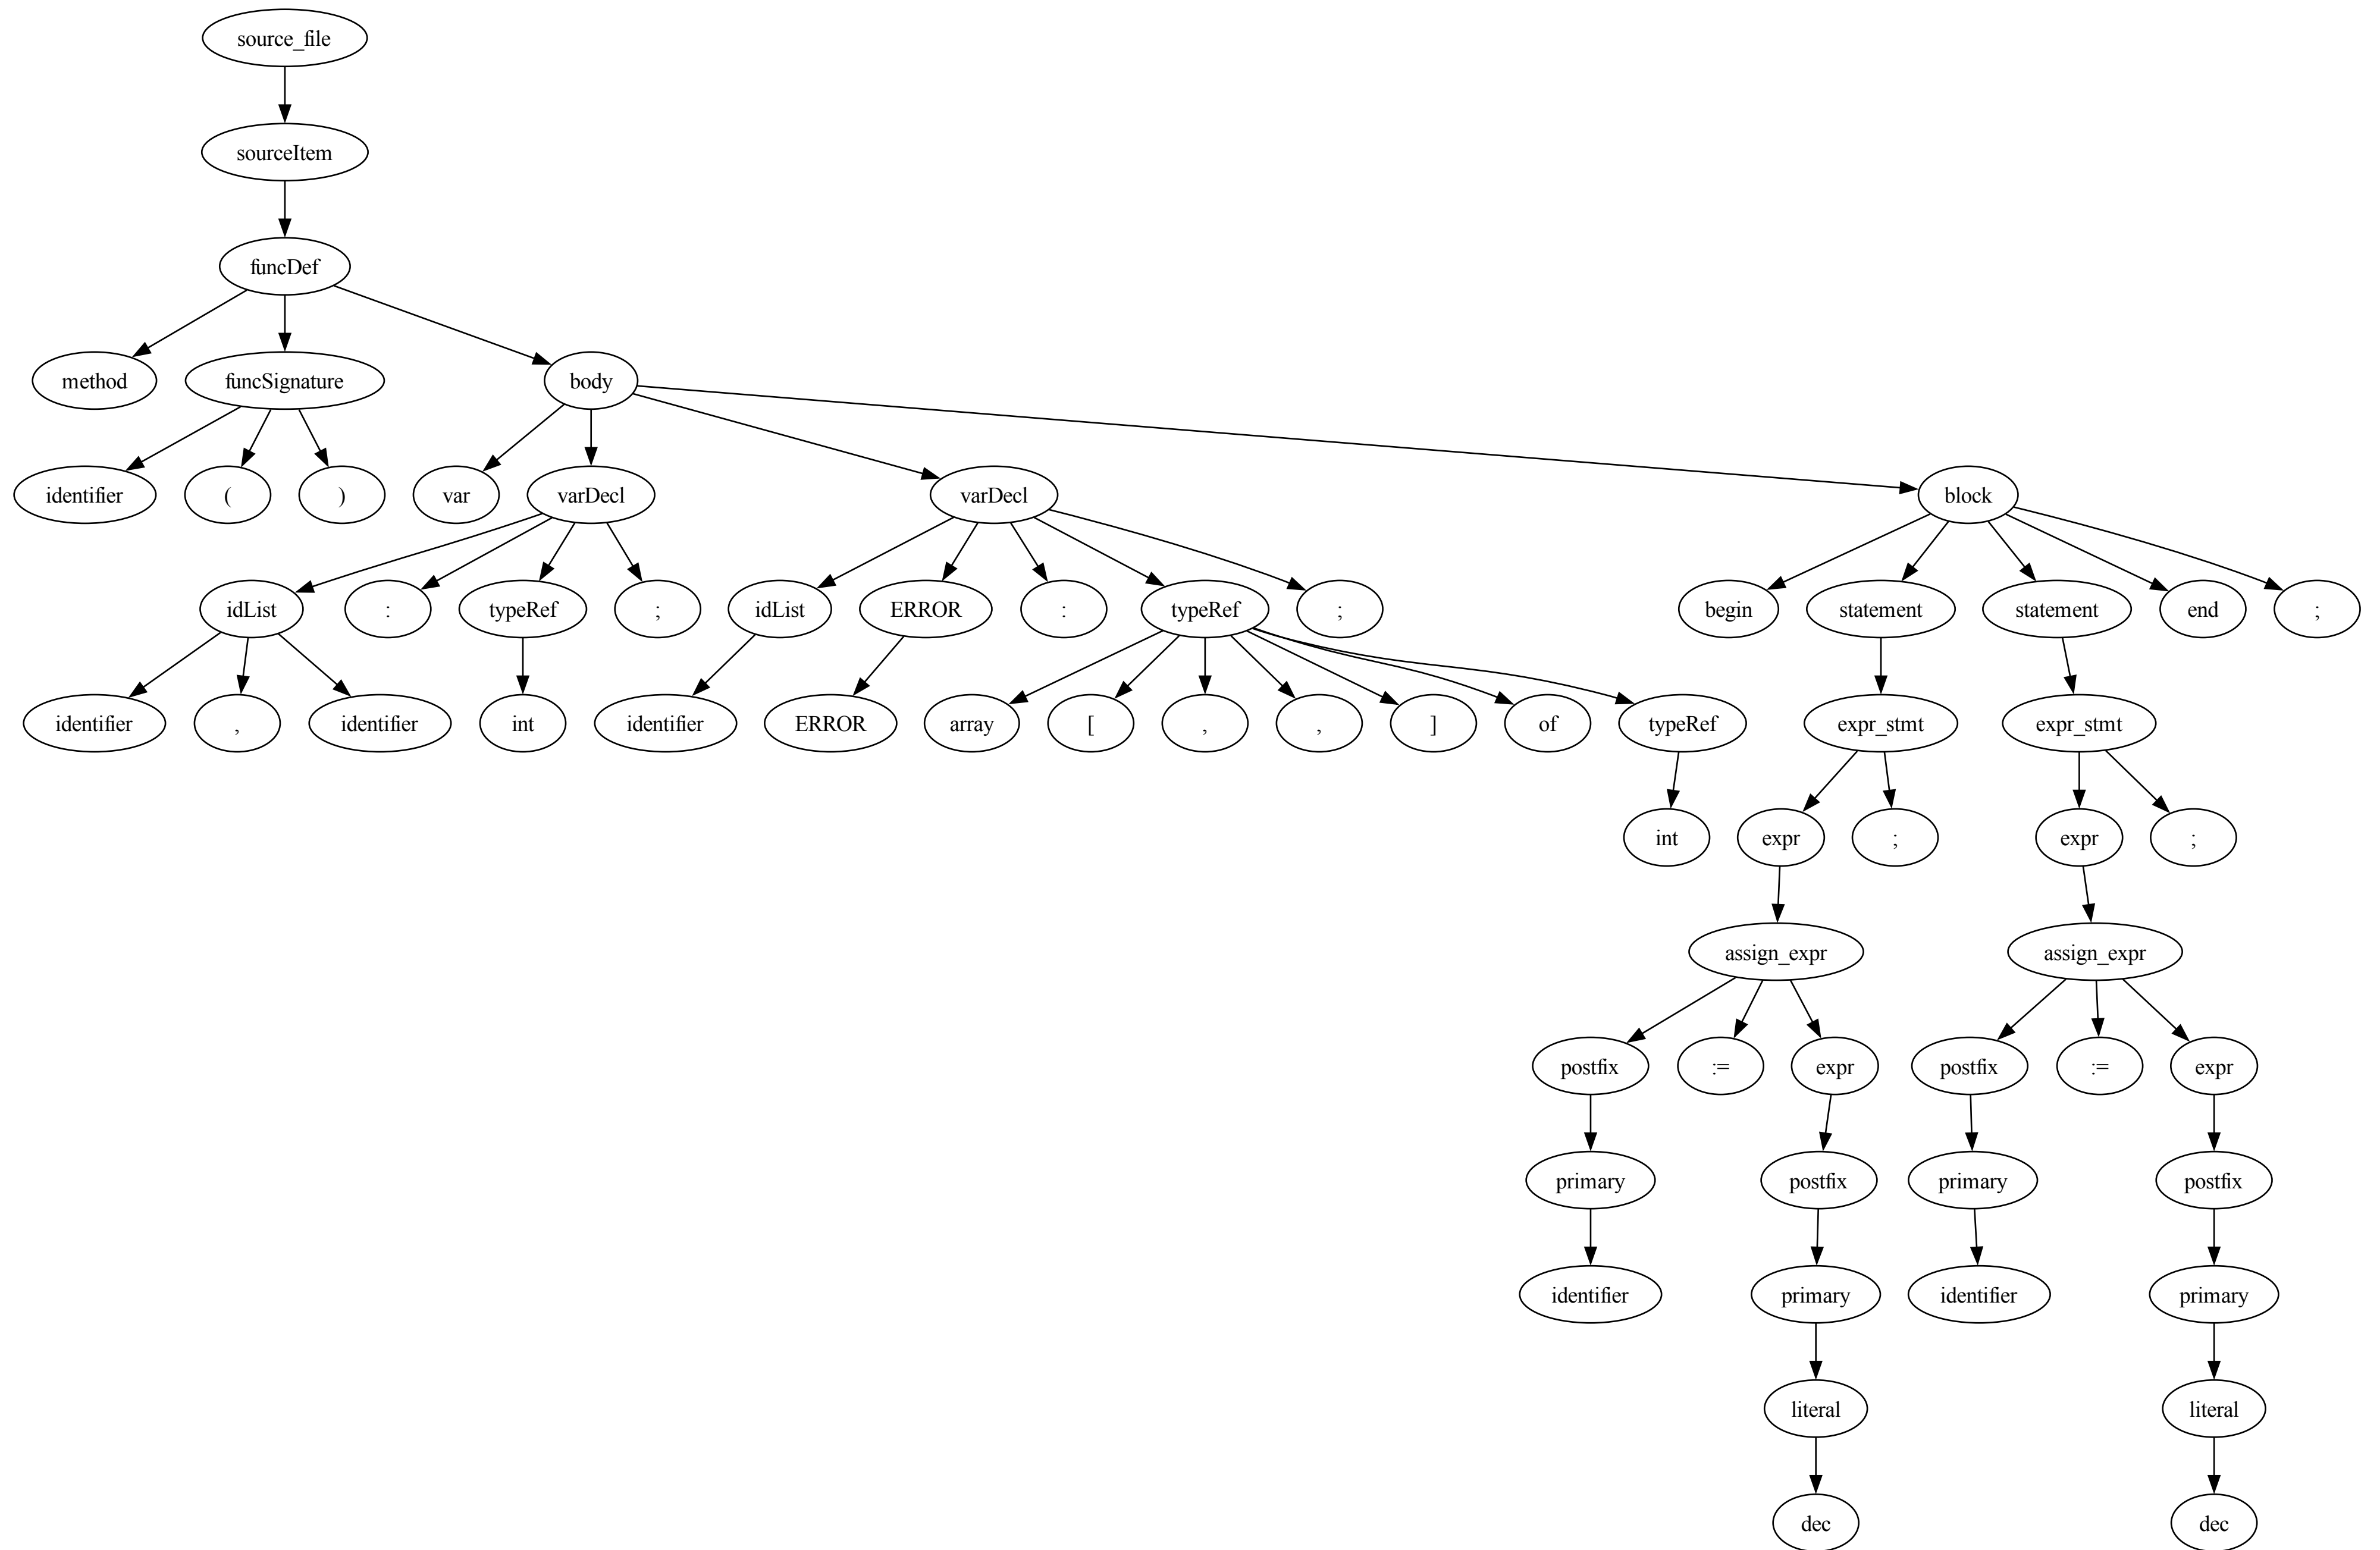 source_file
sourceItem
funcDef
method funcSignature body
identifier ( ) var varDecl varDecl block
idList : typeRef ; idList ERROR : typeRef ; begin statement statement end ;
identifier , identifier int identifier ERROR array [ , , ] of typeRef expr_stmt expr_stmt
int expr ; expr ;
assign_expr assign_expr
postfix := expr postfix := expr
primary postfix primary postfix
identifier primary identifier primary
literal literal
dec dec